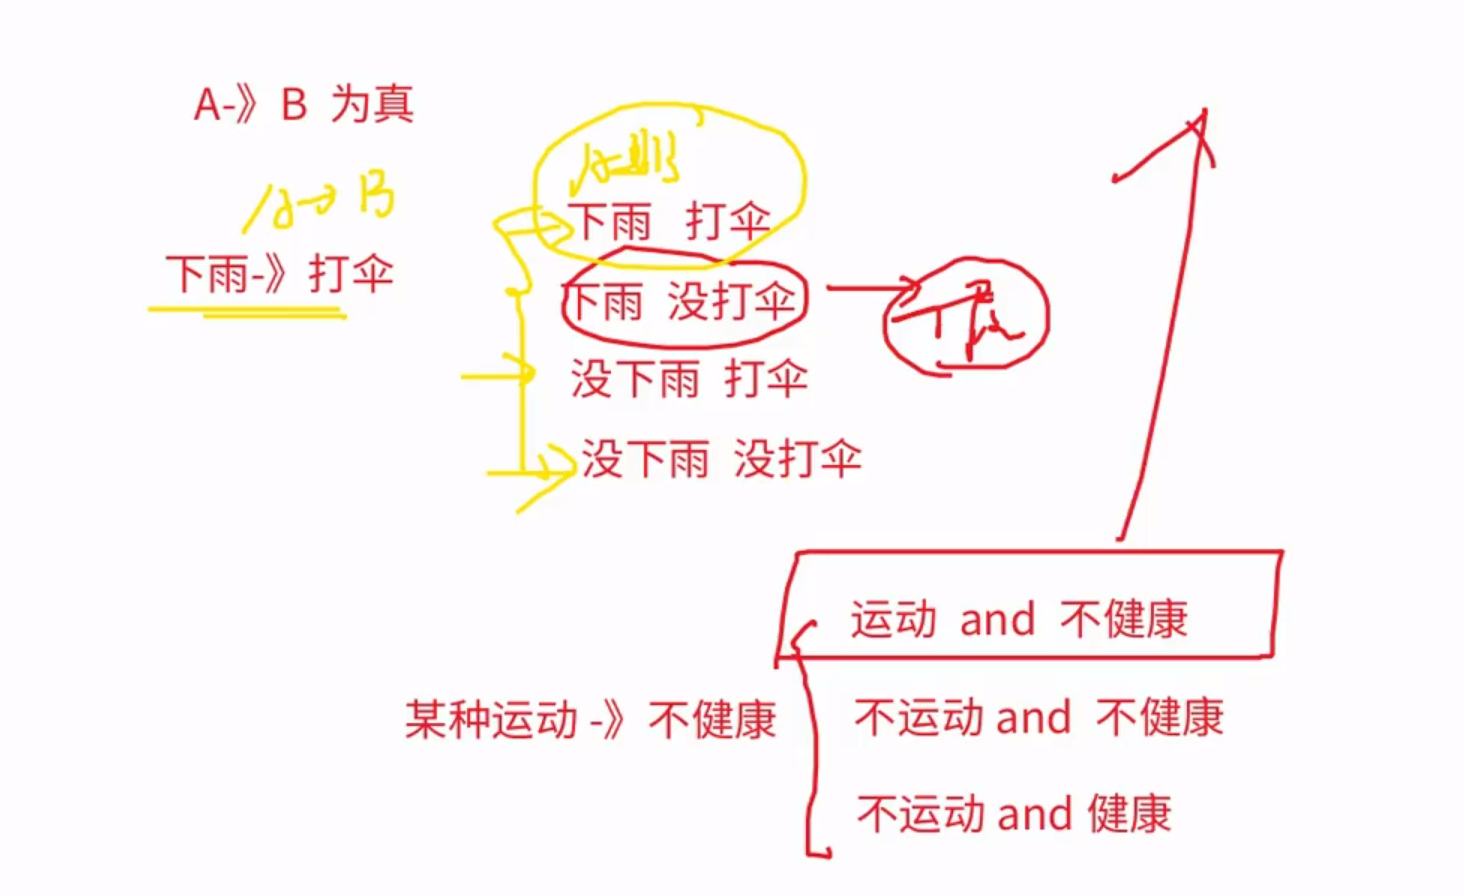 A-》B 为真
A→B
下雨-》打伞
下雨 打伞
下雨 没打伞
没下雨 打伞
没下雨 没打伞
运动 and 不健康
某种运动 -》不健康
不运动 and 不健康
不运动 and 健康